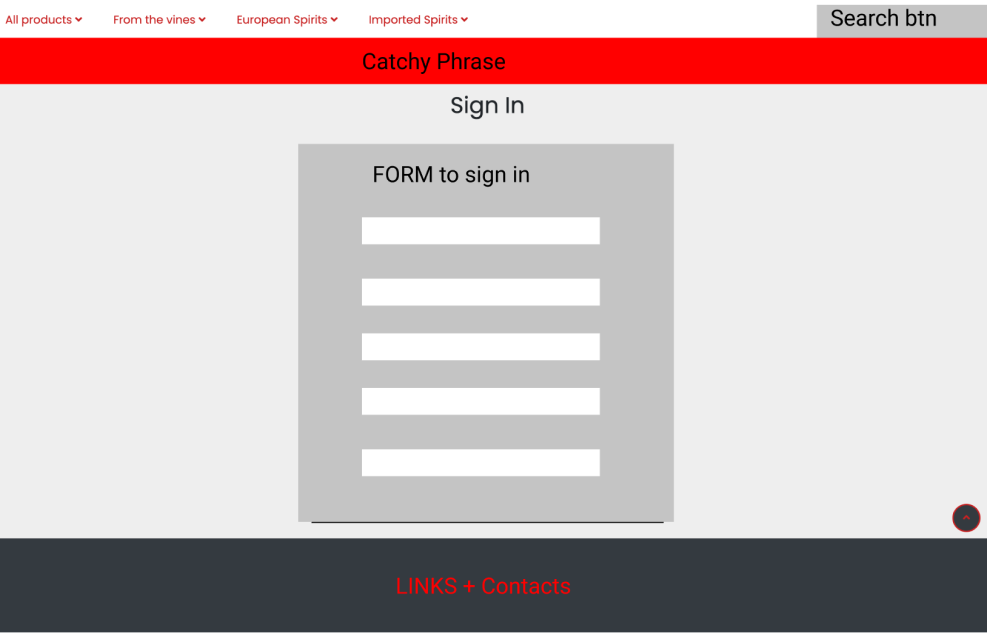 All products From the vines European Spirits Imported Spirits Search btn
Catchy Phrase
Sign In
FORM to sign in
LINKS + Contacts